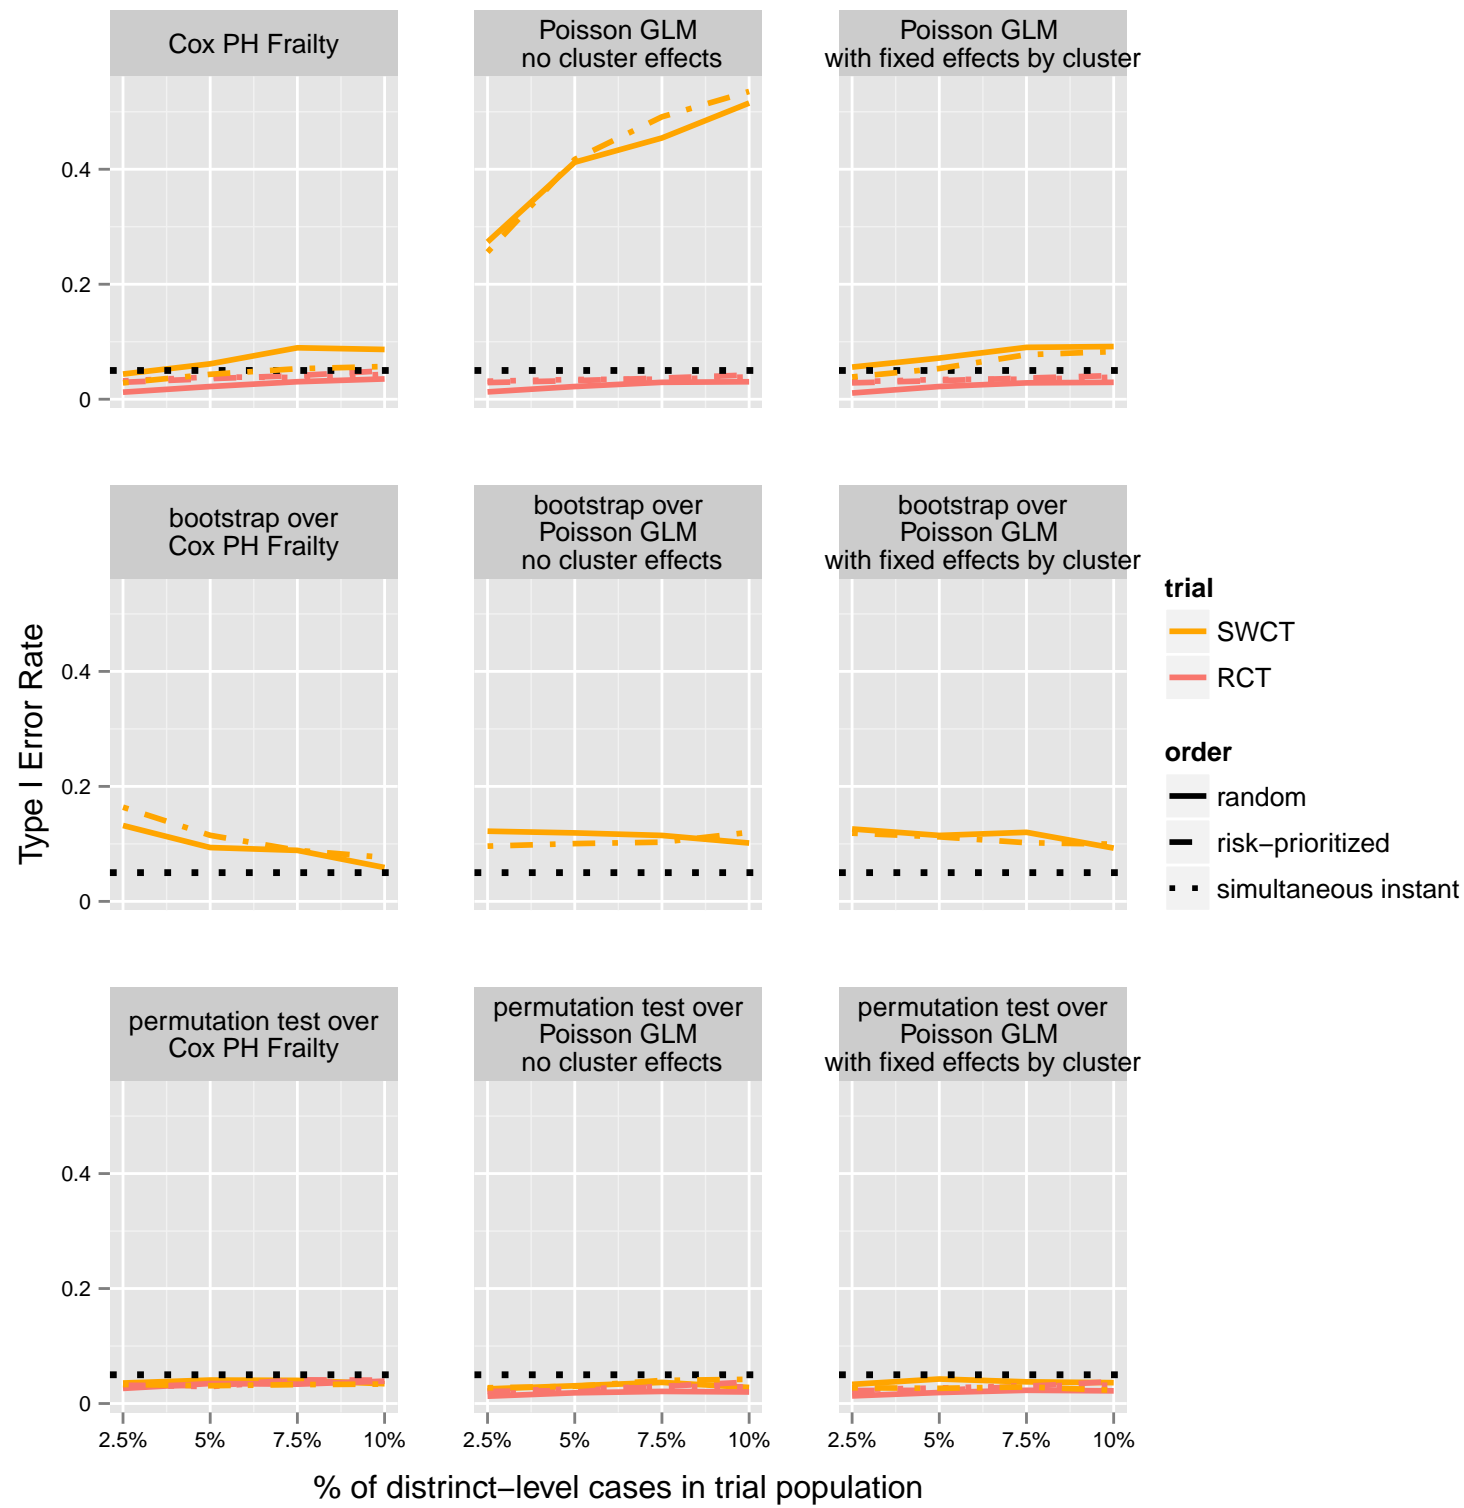 Cox PH Frailty
Poisson GLM
no cluster effects
Poisson GLM
with fixed effects by cluster
0.4
0.2
0
bootstrap over
Cox PH Frailty
bootstrap over
Poisson GLM
no cluster effects
bootstrap over
Poisson GLM
with fixed effects by cluster
0.4
0.2
0
Type I Error Rate
trial
SWCT
RCT
order
random
risk−prioritized
simultaneous instant
permutation test over
Cox PH Frailty
permutation test over
Poisson GLM
no cluster effects
permutation test over
Poisson GLM
with fixed effects by cluster
0.4
0.2
0
2.5% 5% 7.5% 10%
2.5% 5% 7.5% 10%
2.5% 5% 7.5% 10%
% of distrinct−level cases in trial population